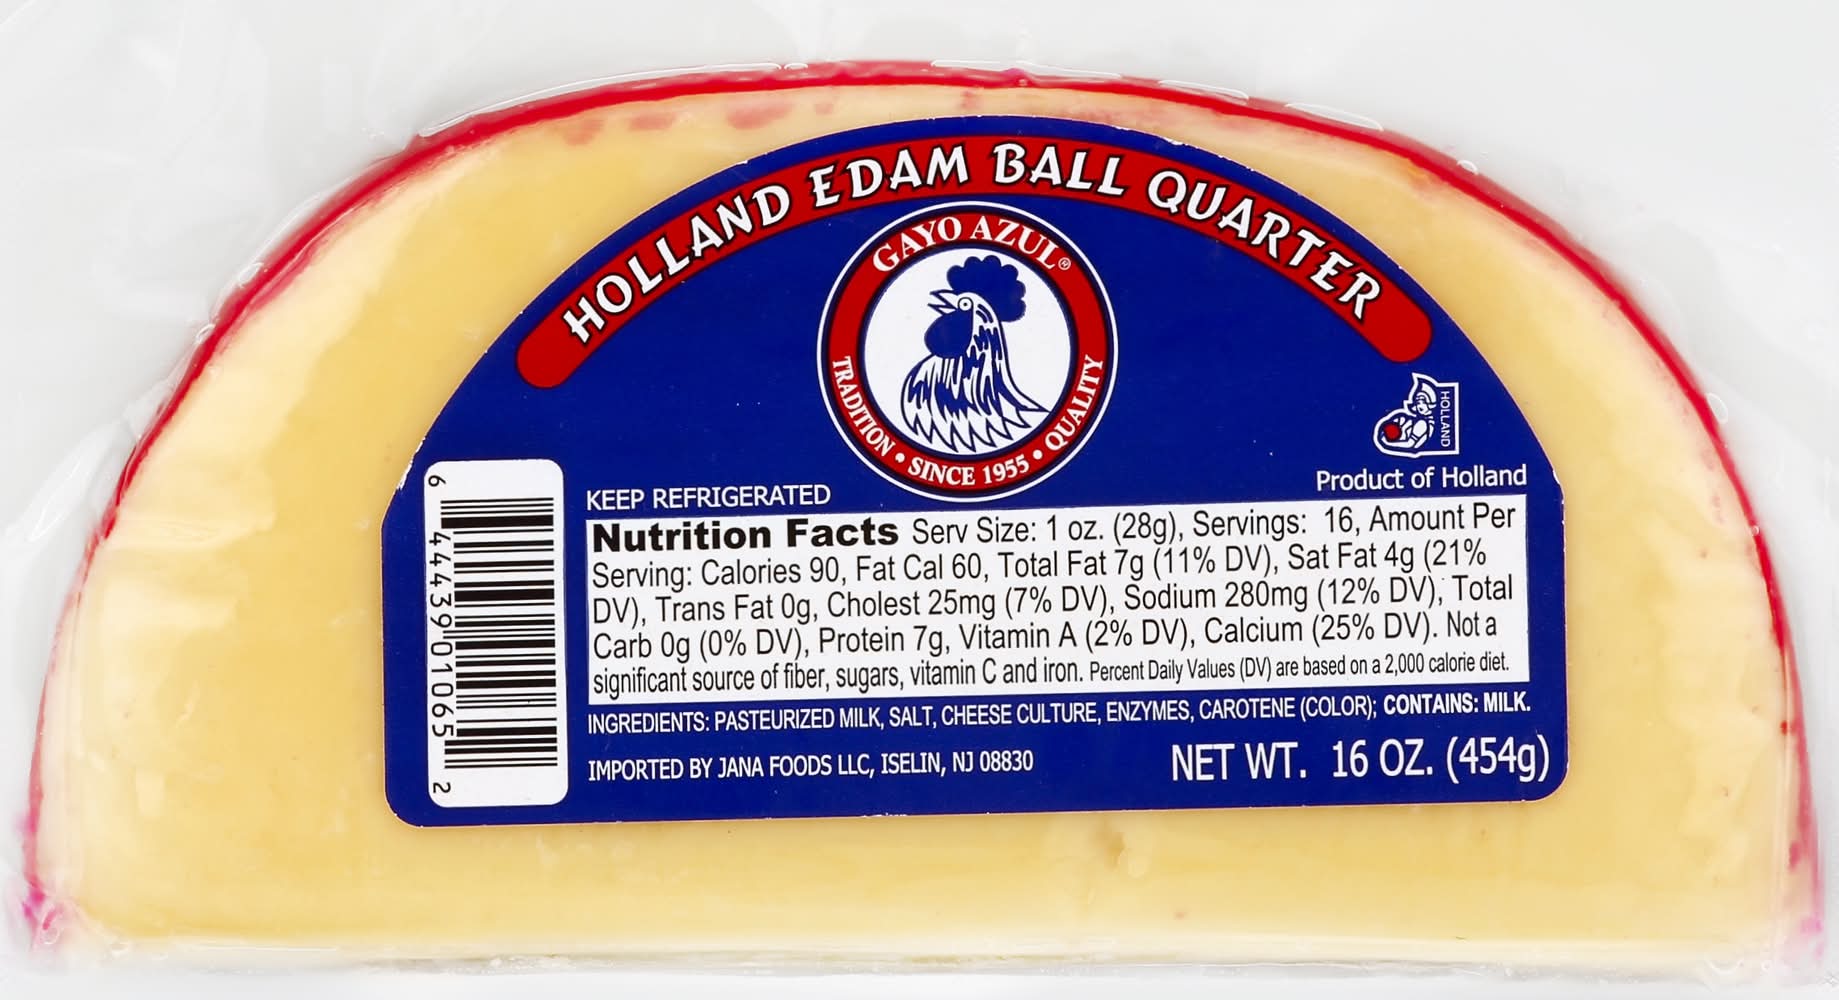 HOLLAND EDAM BALL QUARTER
GAYO AZUL®
TRADITION • SINCE 1955 • QUALITY
HOLLAND
Product of Holland
KEEP REFRIGERATED
Nutrition Facts Serv Size: 1 oz. (28g), Servings: 16, Amount Per
Serving: Calories 90, Fat Cal 60, Total Fat 7g (11% DV), Sat Fat 4g (21%
DV), Trans Fat 0g, Cholest 25mg (7% DV), Sodium 280mg (12% DV), Total
Carb 0g (0% DV), Protein 7g, Vitamin A (2% DV), Calcium (25% DV). Not a
significant source of fiber, sugars, vitamin C and iron. Percent Daily Values (DV) are based on a 2,000 calorie diet.
INGREDIENTS: PASTEURIZED MILK, SALT, CHEESE CULTURE, ENZYMES, CAROTENE (COLOR); CONTAINS: MILK.
IMPORTED BY JANA FOODS LLC, ISELIN, NJ 08830
NET WT. 16 OZ. (454g)
6 44439 01065 2